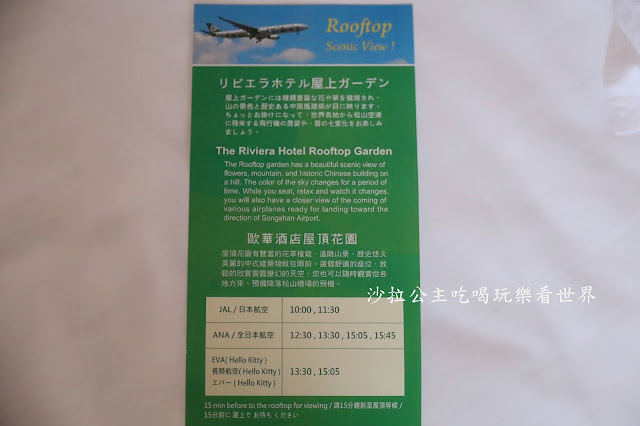 Rooftop
Scenic View !
リビエラホテル屋上ガーデン
屋上ガーデンには種類豊富な花や草を栽培され、
山の景色と歴史ある中国風建築が目に映ります。
ちょっとお掛けになって、世界各地から松山空港
に飛来する飛行機の勇姿や、雲の七変化をお楽しみ
ましょう。
The Riviera Hotel Rooftop Garden
The Rooftop garden has a beautiful scenic view of
flowers, mountain, and historic Chinese building on
a hill. The color of the sky changes for a period of
time. While you seat, relax and watch it changes,
you will also have a closer view of the coming of
various airplanes ready for landing toward the
direction of Songshan Airport.
歐華酒店屋頂花園
屋頂花園有豐富的花草植栽，遠眺山景，歷史悠久
美麗的中式建築物就在眼前。選個舒適的座位，放
鬆的欣賞雲霞變幻的天空，您也可以隨時觀賞從各
地方來，預備降落松山機場的飛機。
JAL / 日本航空 10:00 , 11:30
ANA / 全日本航空 12:30 , 13:30 , 15:05 , 15:45
EVA ( Hello Kitty )
長榮航空( Hello Kitty ) 13:30 , 15:05
エバー ( Hello Kitty )
15 min before to the rooftop for viewing / 請15分鐘前至屋頂等候 /
15分前に 屋上で お待ち ください
沙拉公主吃喝玩樂看世界